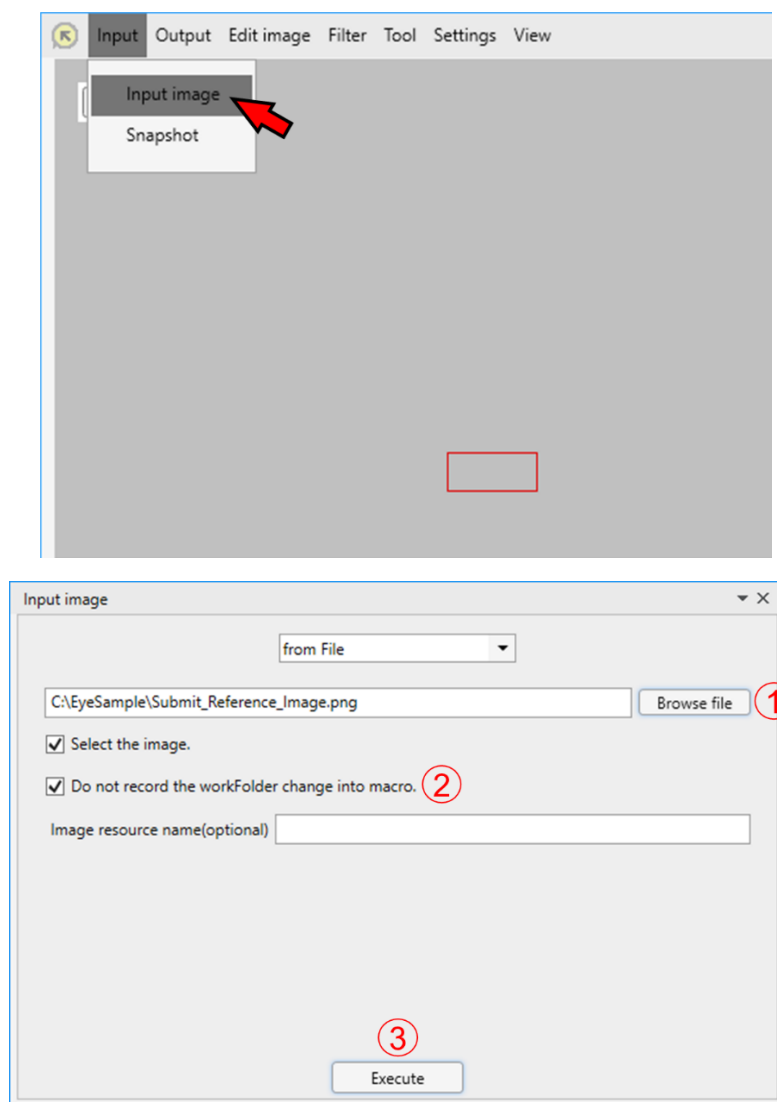 Input Output Edit image Filter Tool Settings View
Input image
Snapshot
Input image
from File
C:\EyeSample\Submit_Reference_Image.png Browse file ①
Select the image.
Do not record the workFolder change into macro. ②
Image resource name(optional)
③
Execute